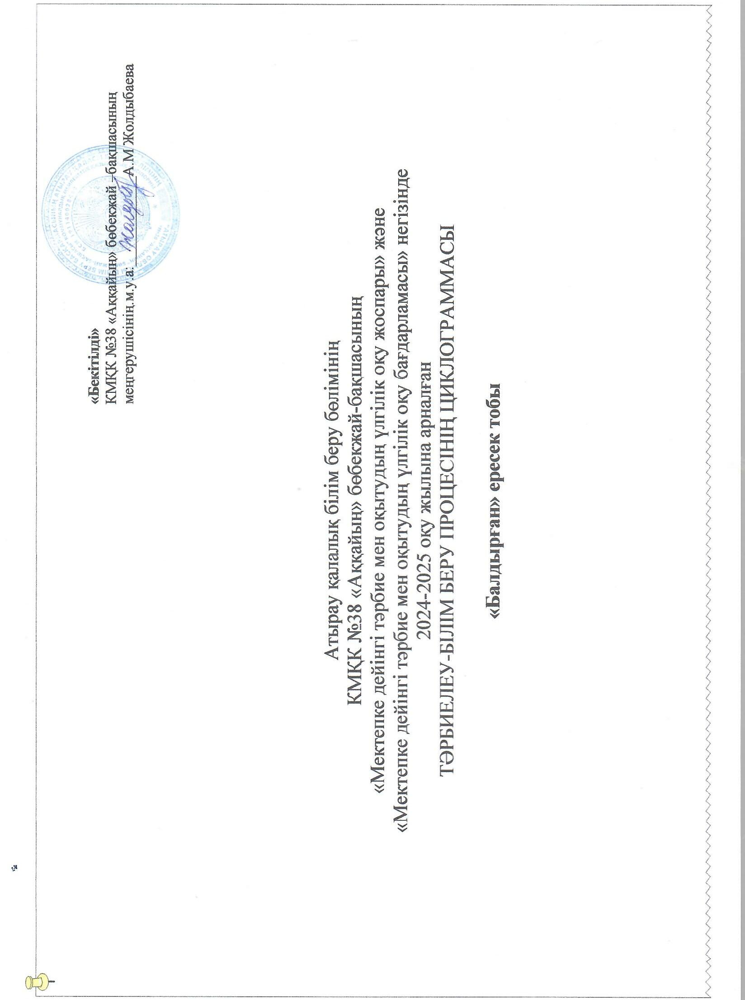 «Бекітілді»
КМҚК №38 «Аққайың» бөбекжай –бақшасының
меңгерушісінің.м.у.а: А.М Жолдыбаева
Атырау қалалық білім беру бөлімінің
КМҚК №38 «Аққайың» бөбекжай-бақшасының
«Мектепке дейінгі тәрбие мен оқытудың үлгілік оқу жоспары» және
«Мектепке дейінгі тәрбие мен оқытудың үлгілік оқу бағдарламасы» негізінде
2024-2025 оқу жылына арналған
ТӘРБИЕЛЕУ-БІЛІМ БЕРУ ПРОЦЕСІНІҢ ЦИКЛОГРАММАСЫ
«Балдырған» ересек тобы